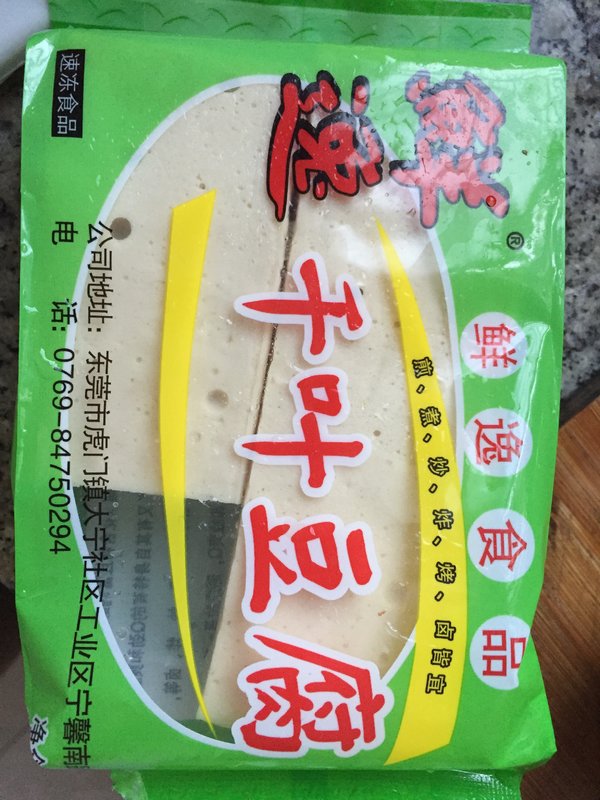 鲜逸®
鲜逸食品
煎、煮、炒、炸、烤、卤皆宜
千叶豆腐
速冻食品
公司地址：东莞市虎门镇大宁社区工业区宁馨南
电 话：0769-84750294